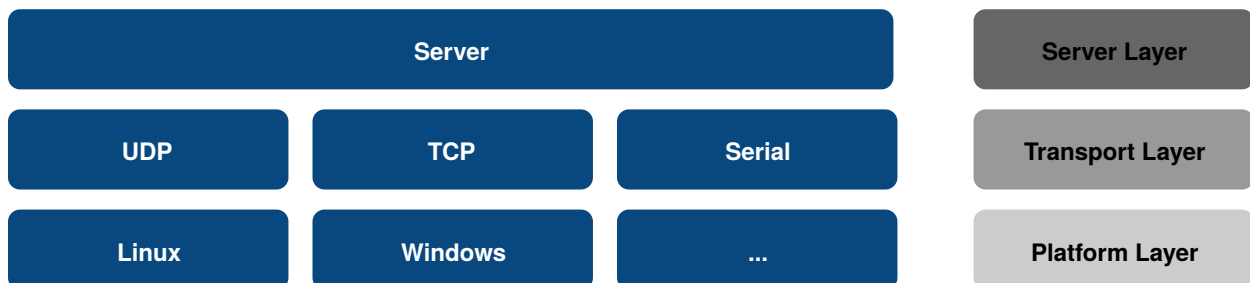 Server
Server Layer
UDP
TCP
Serial
Transport Layer
Linux
Windows
...
Platform Layer